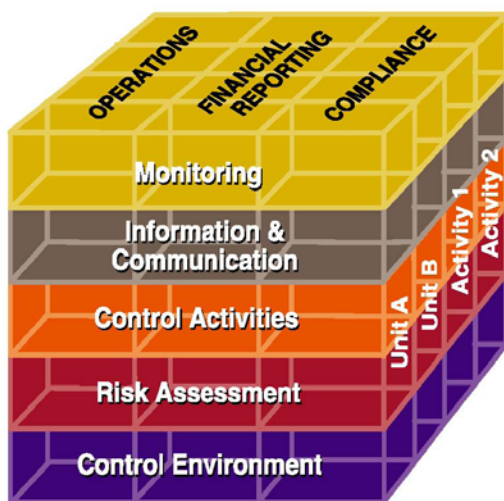 OPERATIONS
FINANCIAL
REPORTING
COMPLIANCE
Monitoring
Information &
Communication
Control Activities
Risk Assessment
Control Environment
Unit A
Unit B
Activity 1
Activity 2